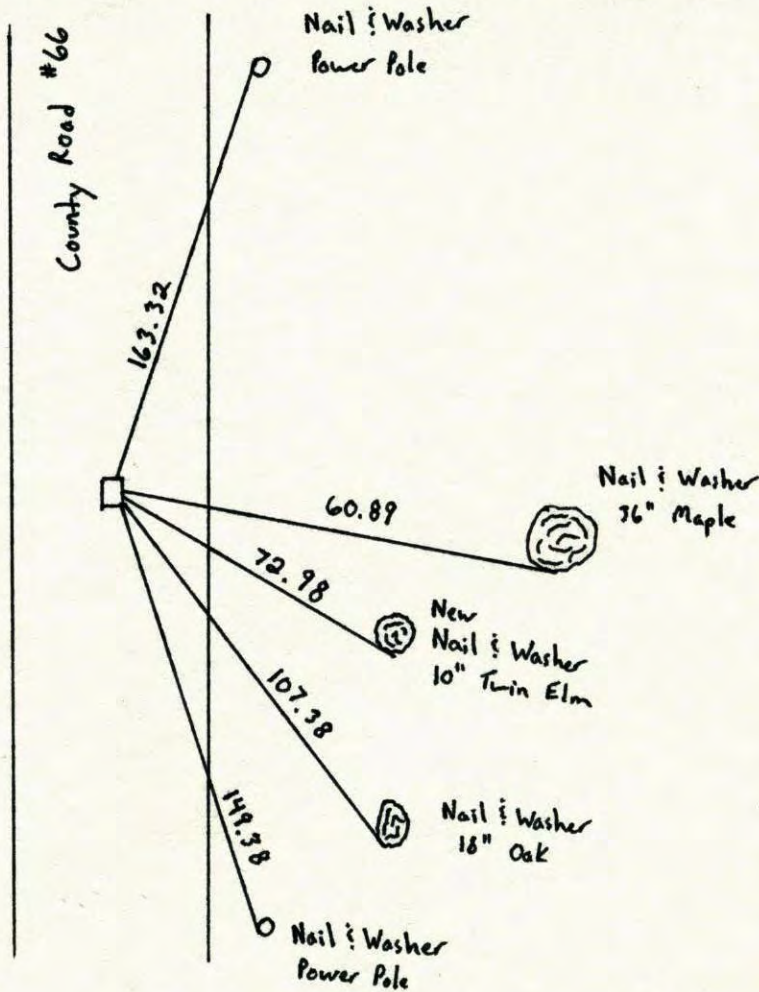 Nail & Washer
Power Pole
County Road #66
163.32
60.89
Nail & Washer
36" Maple
72.98
New
Nail & Washer
10" Twin Elm
107.38
Nail & Washer
18" Oak
149.38
Nail & Washer
Power Pole